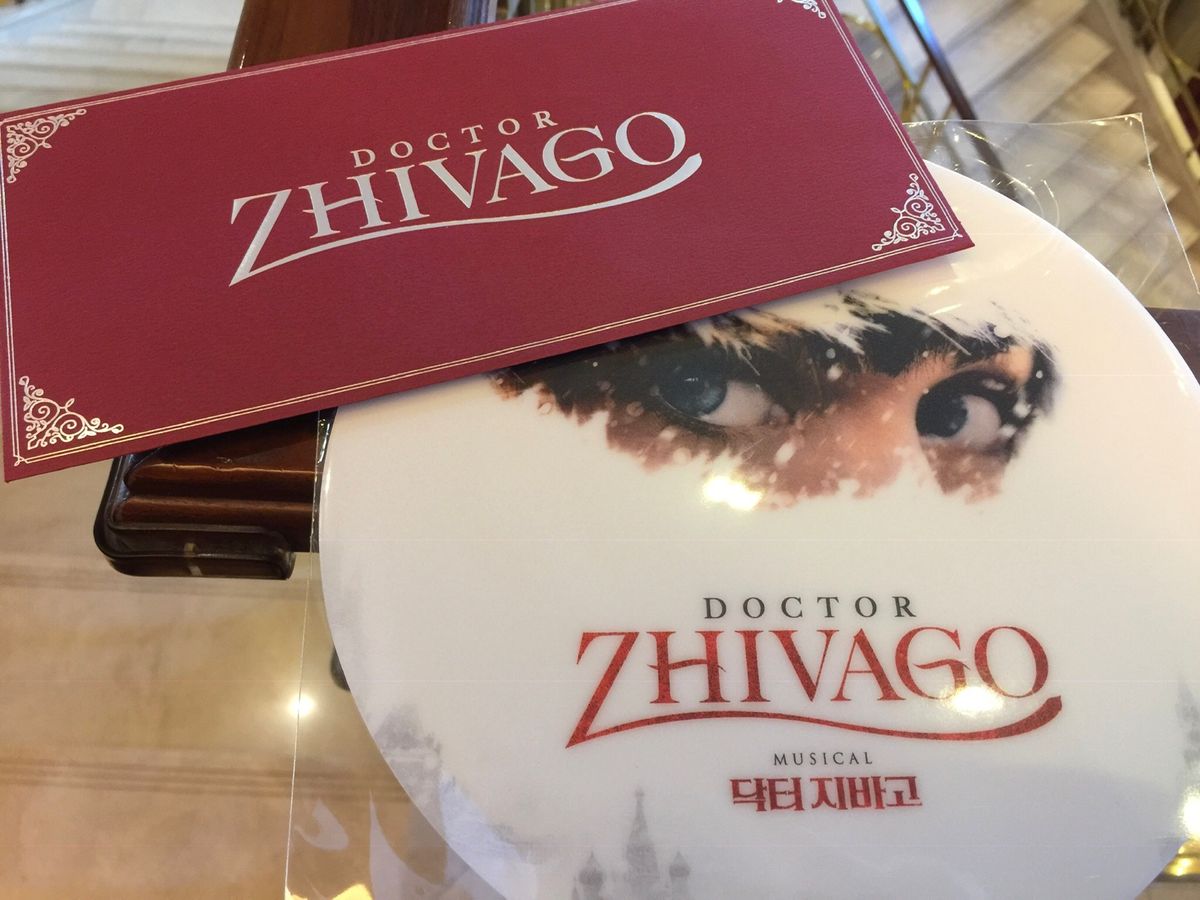 DOCTOR
ZHIVAGO
DOCTOR
ZHIVAGO
MUSICAL
닥터 지바고